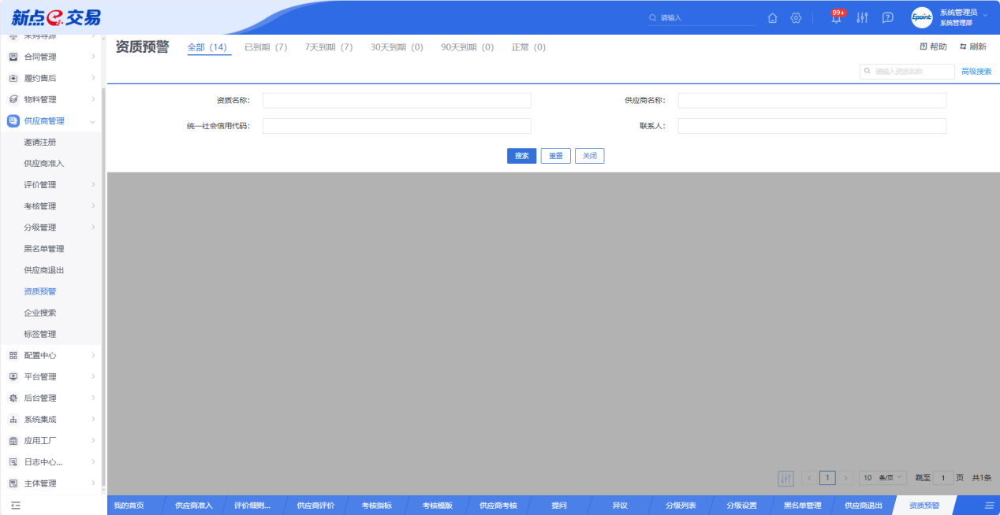 新点e交易
请输入
99+
Epoint
系统管理员
系统管理部
采购寻源
合同管理
履约售后
物料管理
供应商管理
邀请注册
供应商准入
评价管理
考核管理
分级管理
黑名单管理
供应商退出
资质预警
企业搜索
标签管理
配置中心
平台管理
后台管理
系统集成
应用工厂
日志中心...
主体管理
资质预警 全部（14） 已到期（7） 7天到期（7） 30天到期（0） 90天到期（0） 正常（0） 帮助 刷新
请输入资质名称 高级搜索
资质名称： 供应商名称：
统一社会信用代码： 联系人：
搜索 重置 关闭
1 10 条/页 跳至 1 页 共1条
我的首页 供应商准入 评价细则... 供应商评价 考核指标 考核模版 供应商考核 提问 异议 分级列表 分级设置 黑名单管理 供应商退出 资质预警